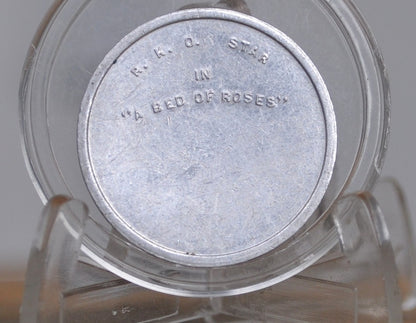 R. K. O. STAR
IN
"A BED OF ROSES"